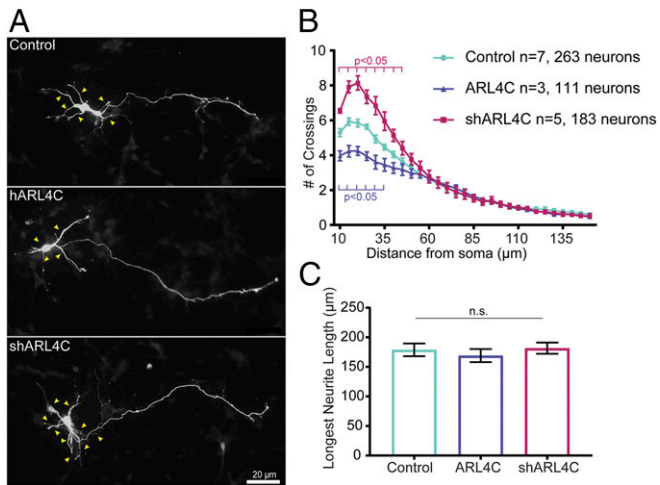 A
Control
hARL4C
shARL4C
20 µm
B
10
8
6
4
2
0
# of Crossings
p<0.05
p<0.05
10 35 60 85 110 135
Distance from soma (µm)
Control n=7, 263 neurons
ARL4C n=3, 111 neurons
shARL4C n=5, 183 neurons
C
250
200
150
100
50
0
Longest Neurite Length (µm)
n.s.
Control ARL4C shARL4C